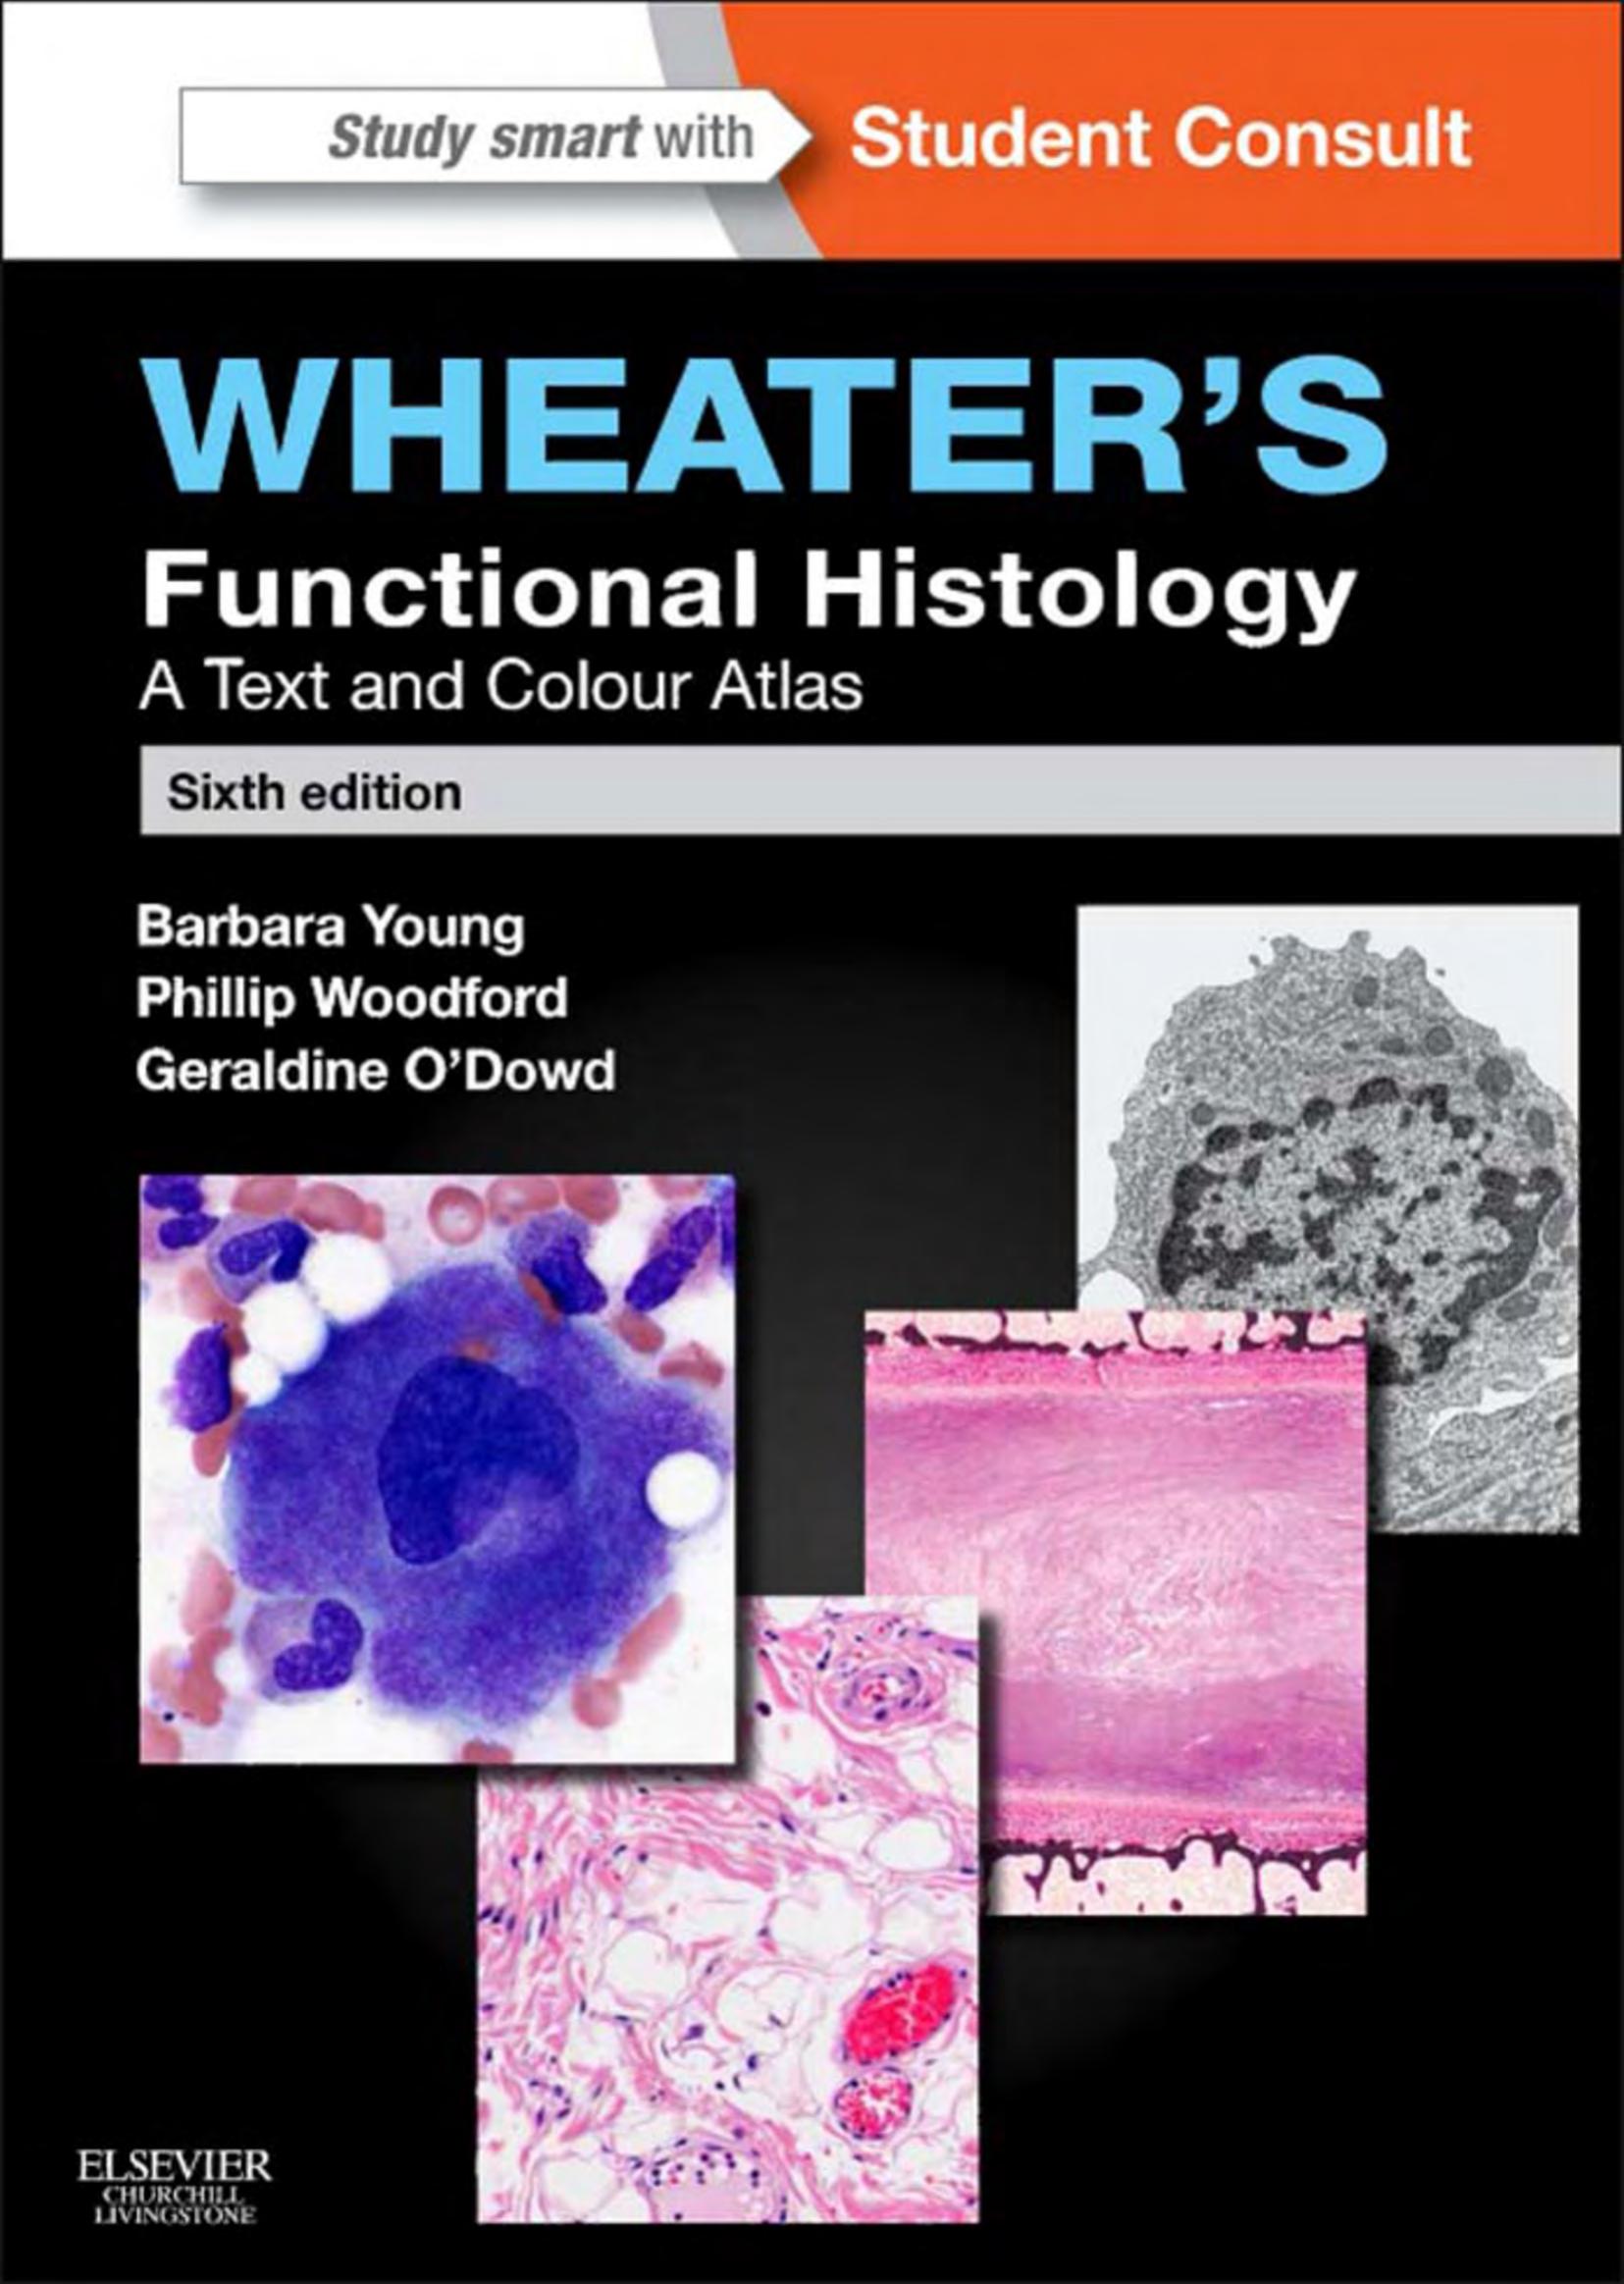 Study smart with
Student Consult
WHEATER’S
Functional Histology
A Text and Colour Atlas
Sixth edition
Barbara Young
Phillip Woodford
Geraldine O’Dowd
ELSEVIER
CHURCHILL
LIVINGSTONE